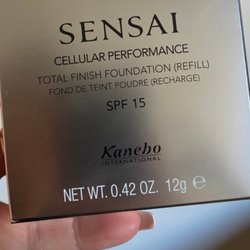 SENSAI
CELLULAR PERFORMANCE
TOTAL FINISH FOUNDATION (REFILL)
FOND DE TEINT POUDRE (RECHARGE)
SPF 15
Kanebo
INTERNATIONAL
NET WT. 0.42 OZ. 12g ℮